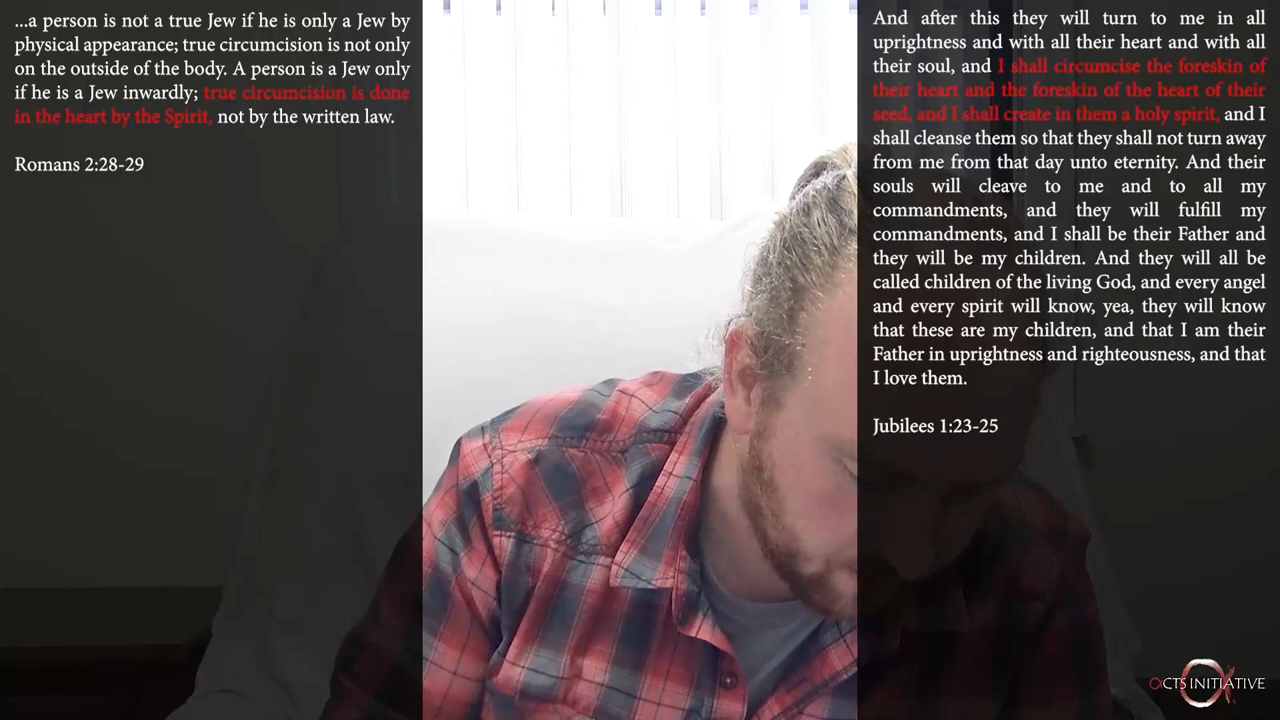 ...a person is not a true Jew if he is only a Jew by
physical appearance; true circumcision is not only
on the outside of the body. A person is a Jew only
if he is a Jew inwardly; true circumcision is done
in the heart by the Spirit, not by the written law.
Romans 2:28-29
And after this they will turn to me in all
uprightness and with all their heart and with all
their soul, and I shall circumcise the foreskin of
their heart and the foreskin of the heart of their
seed, and I shall create in them a holy spirit, and I
shall cleanse them so that they shall not turn away
from me from that day unto eternity. And their
souls will cleave to me and to all my
commandments, and they will fulfill my
commandments, and I shall be their Father and
they will be my children. And they will all be
called children of the living God, and every angel
and every spirit will know, yea, they will know
that these are my children, and that I am their
Father in uprightness and righteousness, and that
I love them.
Jubilees 1:23-25
αCTS INITIATIVE